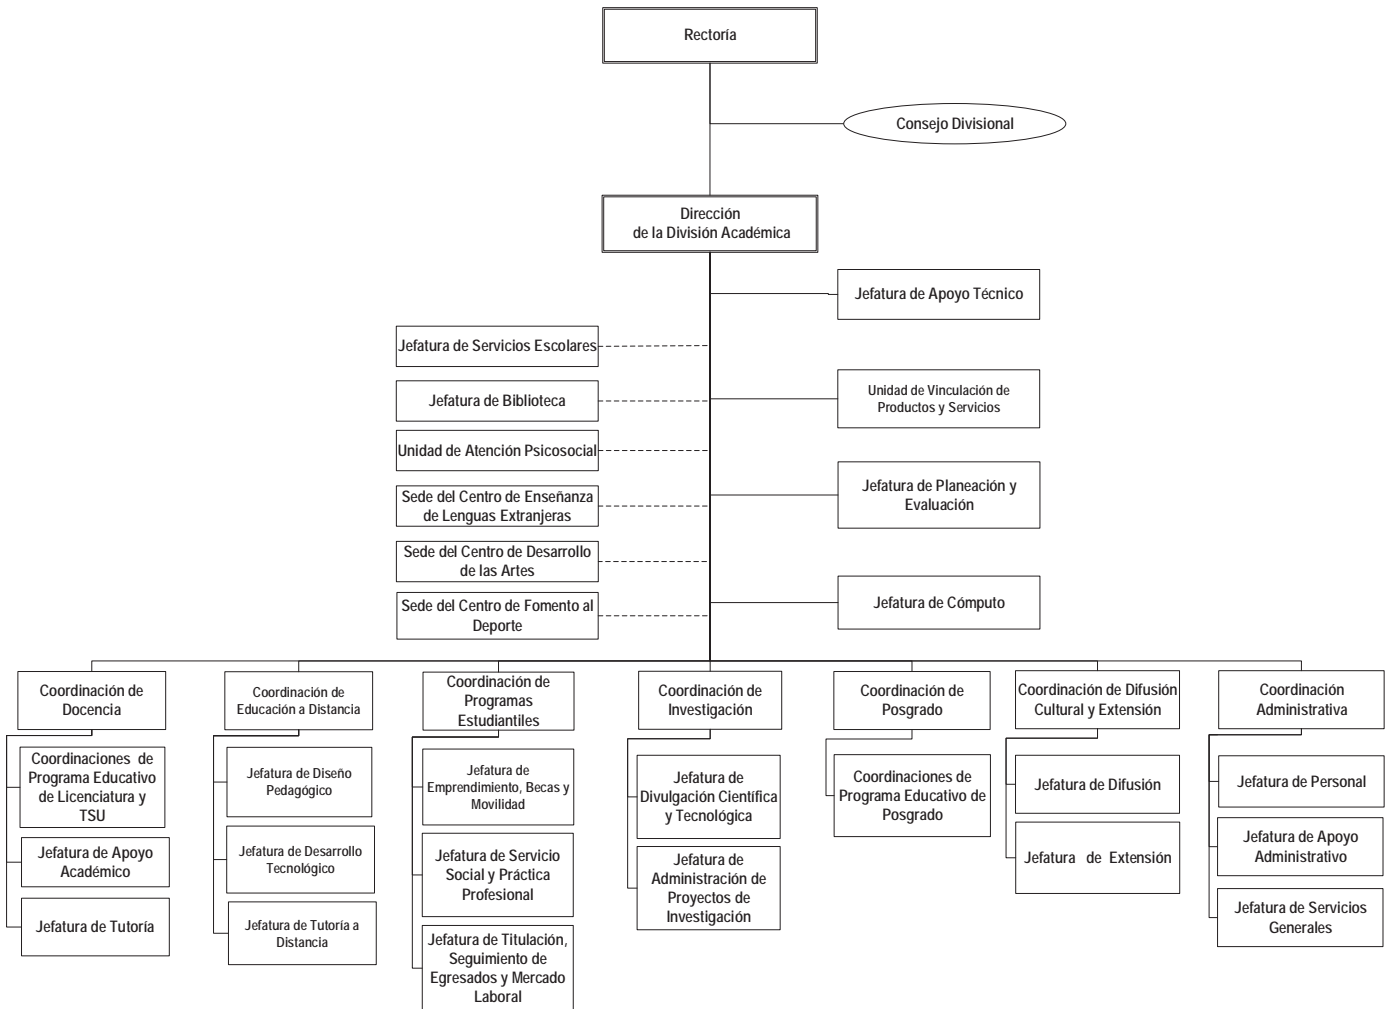 Rectoría
Consejo Divisional
Dirección
de la División Académica
Jefatura de Apoyo Técnico
Jefatura de Servicios Escolares
Jefatura de Biblioteca
Unidad de Vinculación de
Productos y Servicios
Unidad de Atención Psicosocial
Sede del Centro de Enseñanza
de Lenguas Extranjeras
Jefatura de Planeación y
Evaluación
Sede del Centro de Desarrollo
de las Artes
Sede del Centro de Fomento al
Deporte
Jefatura de Cómputo
Coordinación de
Docencia
Coordinación de
Educación a Distancia
Coordinación de
Programas
Estudiantiles
Coordinación de
Investigación
Coordinación de
Posgrado
Coordinación de Difusión
Cultural y Extensión
Coordinación
Administrativa
Coordinaciones de
Programa Educativo
de Licenciatura y
TSU
Jefatura de Apoyo
Académico
Jefatura de Tutoría
Jefatura de Diseño
Pedagógico
Jefatura de Desarrollo
Tecnológico
Jefatura de Tutoría a
Distancia
Jefatura de
Emprendimiento, Becas y
Movilidad
Jefatura de Servicio
Social y Práctica
Profesional
Jefatura de Titulación,
Seguimiento de
Egresados y Mercado
Laboral
Jefatura de
Divulgación Científica
y Tecnológica
Jefatura de
Administración de
Proyectos de
Investigación
Coordinaciones de
Programa Educativo de
Posgrado
Jefatura de Difusión
Jefatura de Extensión
Jefatura de Personal
Jefatura de Apoyo
Administrativo
Jefatura de Servicios
Generales